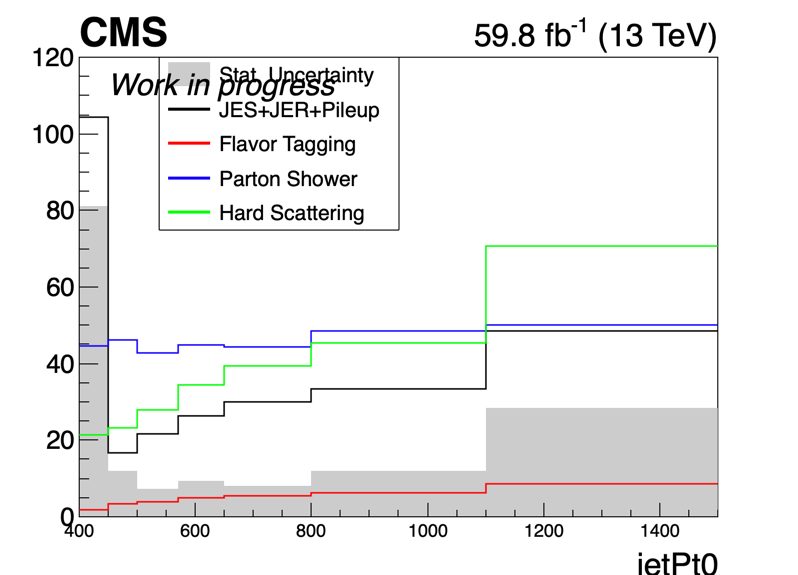 CMS 59.8 fb-1 (13 TeV)
Work in progress
Stat. Uncertainty
JES+JER+Pileup
Flavor Tagging
Parton Shower
Hard Scattering
120
100
80
60
40
20
0
400 600 800 1000 1200 1400
jetPt0